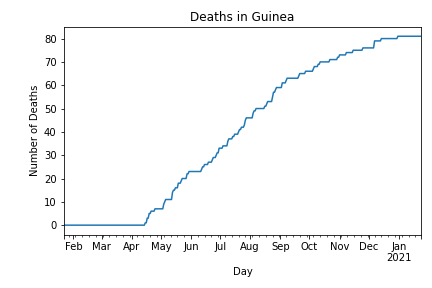 Deaths in Guinea
80
70
60
50
40
30
20
10
0
Number of Deaths
Feb Mar Apr May Jun Jul Aug Sep Oct Nov Dec Jan
2021
Day